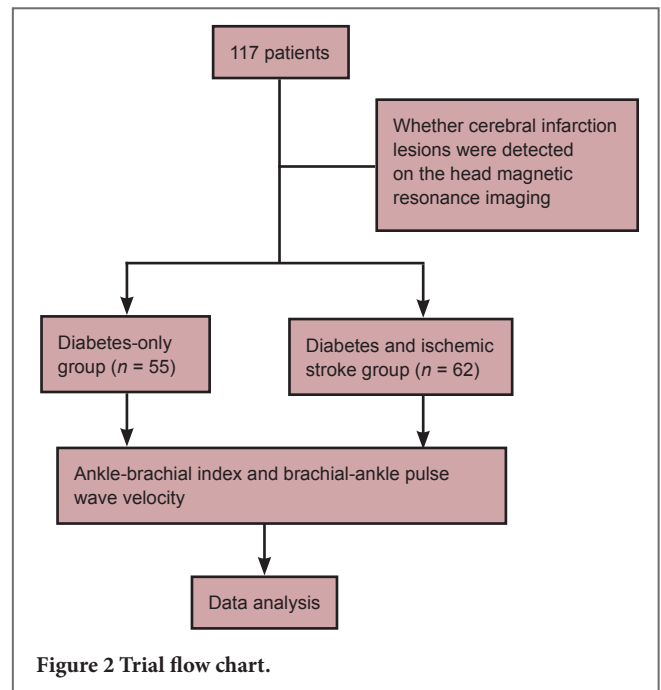 117 patients
Whether cerebral infarction
lesions were detected
on the head magnetic
resonance imaging
Diabetes-only
group (n = 55)
Diabetes and ischemic
stroke group (n = 62)
Ankle-brachial index and brachial-ankle pulse
wave velocity
Data analysis
Figure 2 Trial flow chart.